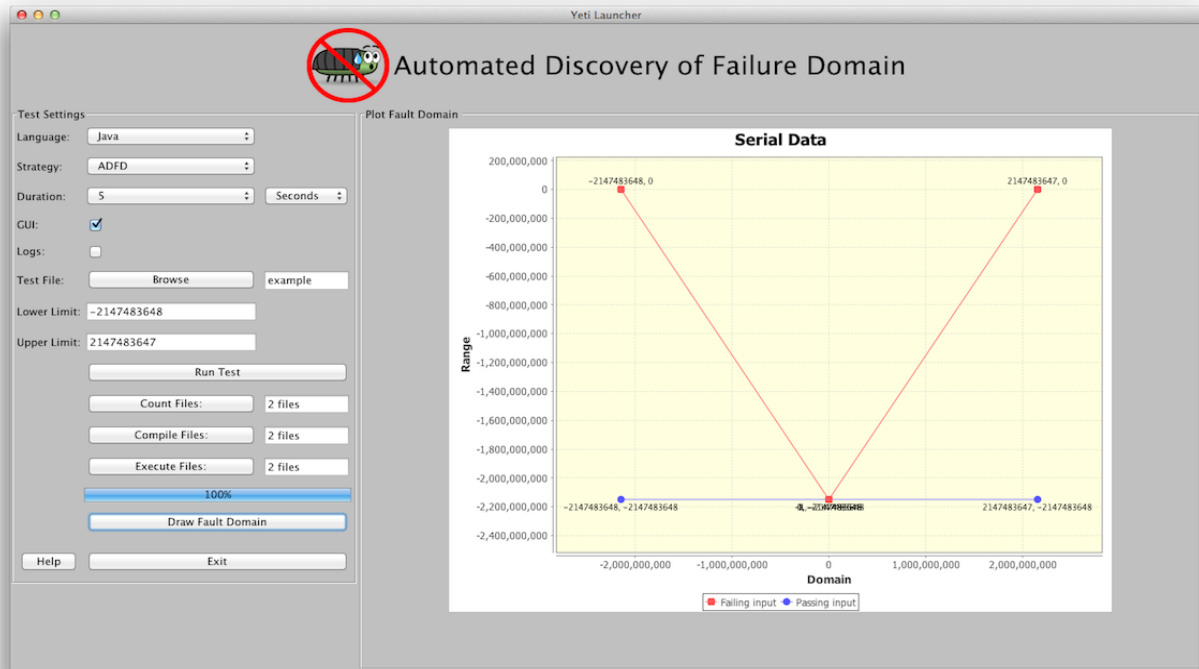 Yeti Launcher
Automated Discovery of Failure Domain
Test Settings
Language: Java
Strategy: ADFD
Duration: 5 Seconds
GUI:
Logs:
Test File: Browse example
Lower Limit: -2147483648
Upper Limit: 2147483647
Run Test
Count Files: 2 files
Compile Files: 2 files
Execute Files: 2 files
100%
Draw Fault Domain
Help Exit
Plot Fault Domain
Serial Data
200,000,000
0
-200,000,000
-400,000,000
-600,000,000
-800,000,000
-1,000,000,000
-1,200,000,000
-1,400,000,000
-1,600,000,000
-1,800,000,000
-2,000,000,000
-2,200,000,000
-2,400,000,000
Range
-2147483648, 0
2147483647, 0
-2147483648, -2147483648
2147483647, -2147483648
-2,000,000,000 -1,000,000,000 0 1,000,000,000 2,000,000,000
Domain
Failing input Passing input